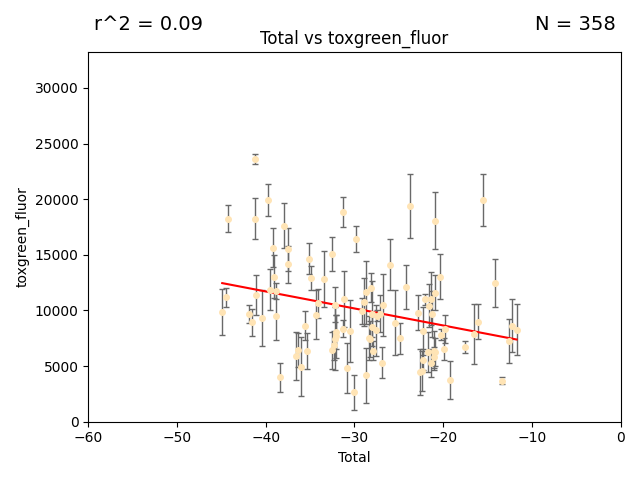 r^2 = 0.09
N = 358
Total vs toxgreen_fluor
30000
25000
20000
15000
10000
5000
0
toxgreen_fluor
−60
−50
−40
−30
−20
−10
0
Total